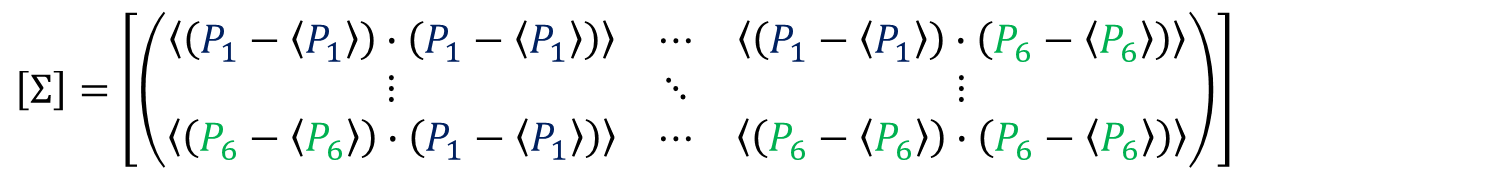 [Σ] = [(⟨(P₁ − ⟨P₁⟩) · (P₁ − ⟨P₁⟩)⟩ ⋯ ⟨(P₁ − ⟨P₁⟩) · (P₆ − ⟨P₆⟩)⟩
⋮ ⋱ ⋮
⟨(P₆ − ⟨P₆⟩) · (P₁ − ⟨P₁⟩)⟩ ⋯ ⟨(P₆ − ⟨P₆⟩) · (P₆ − ⟨P₆⟩)⟩)]